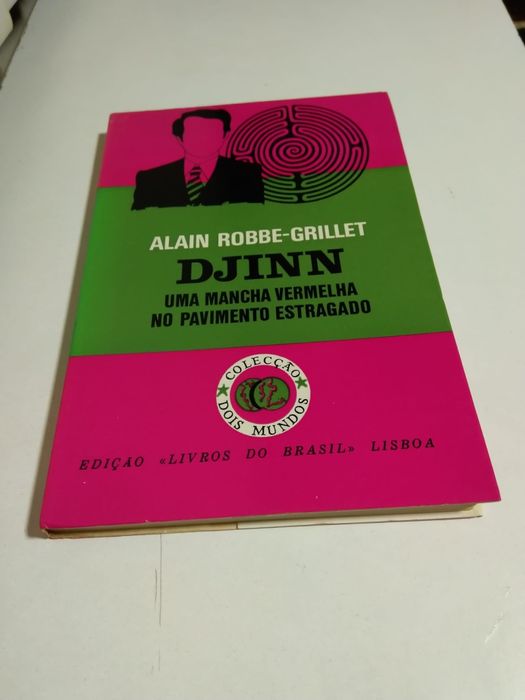 ALAIN ROBBE-GRILLET
DJINN
UMA MANCHA VERMELHA
NO PAVIMENTO ESTRAGADO
COLECÇÃO
DOIS MUNDOS
EDIÇÃO «LIVROS DO BRASIL» LISBOA